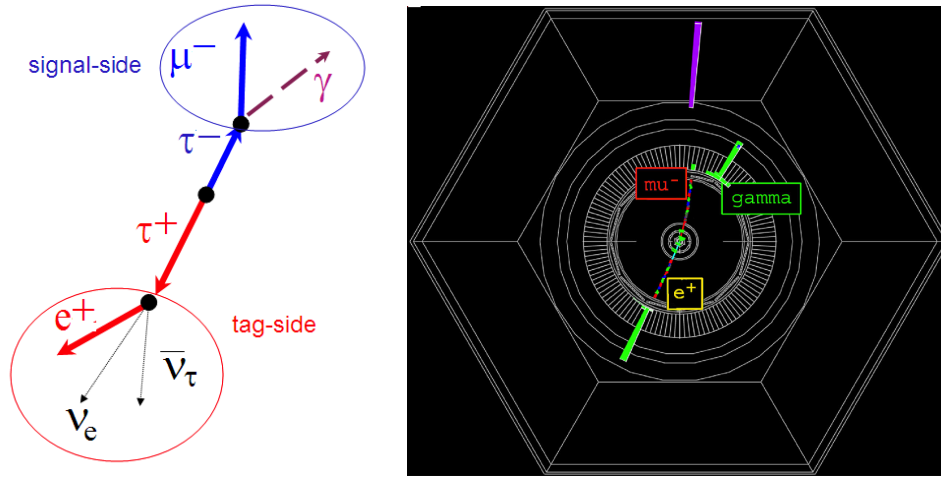 signal-side
μ−
γ
τ−
τ+
e+
tag-side
ν̅τ
νe
mu-
gamma
e+